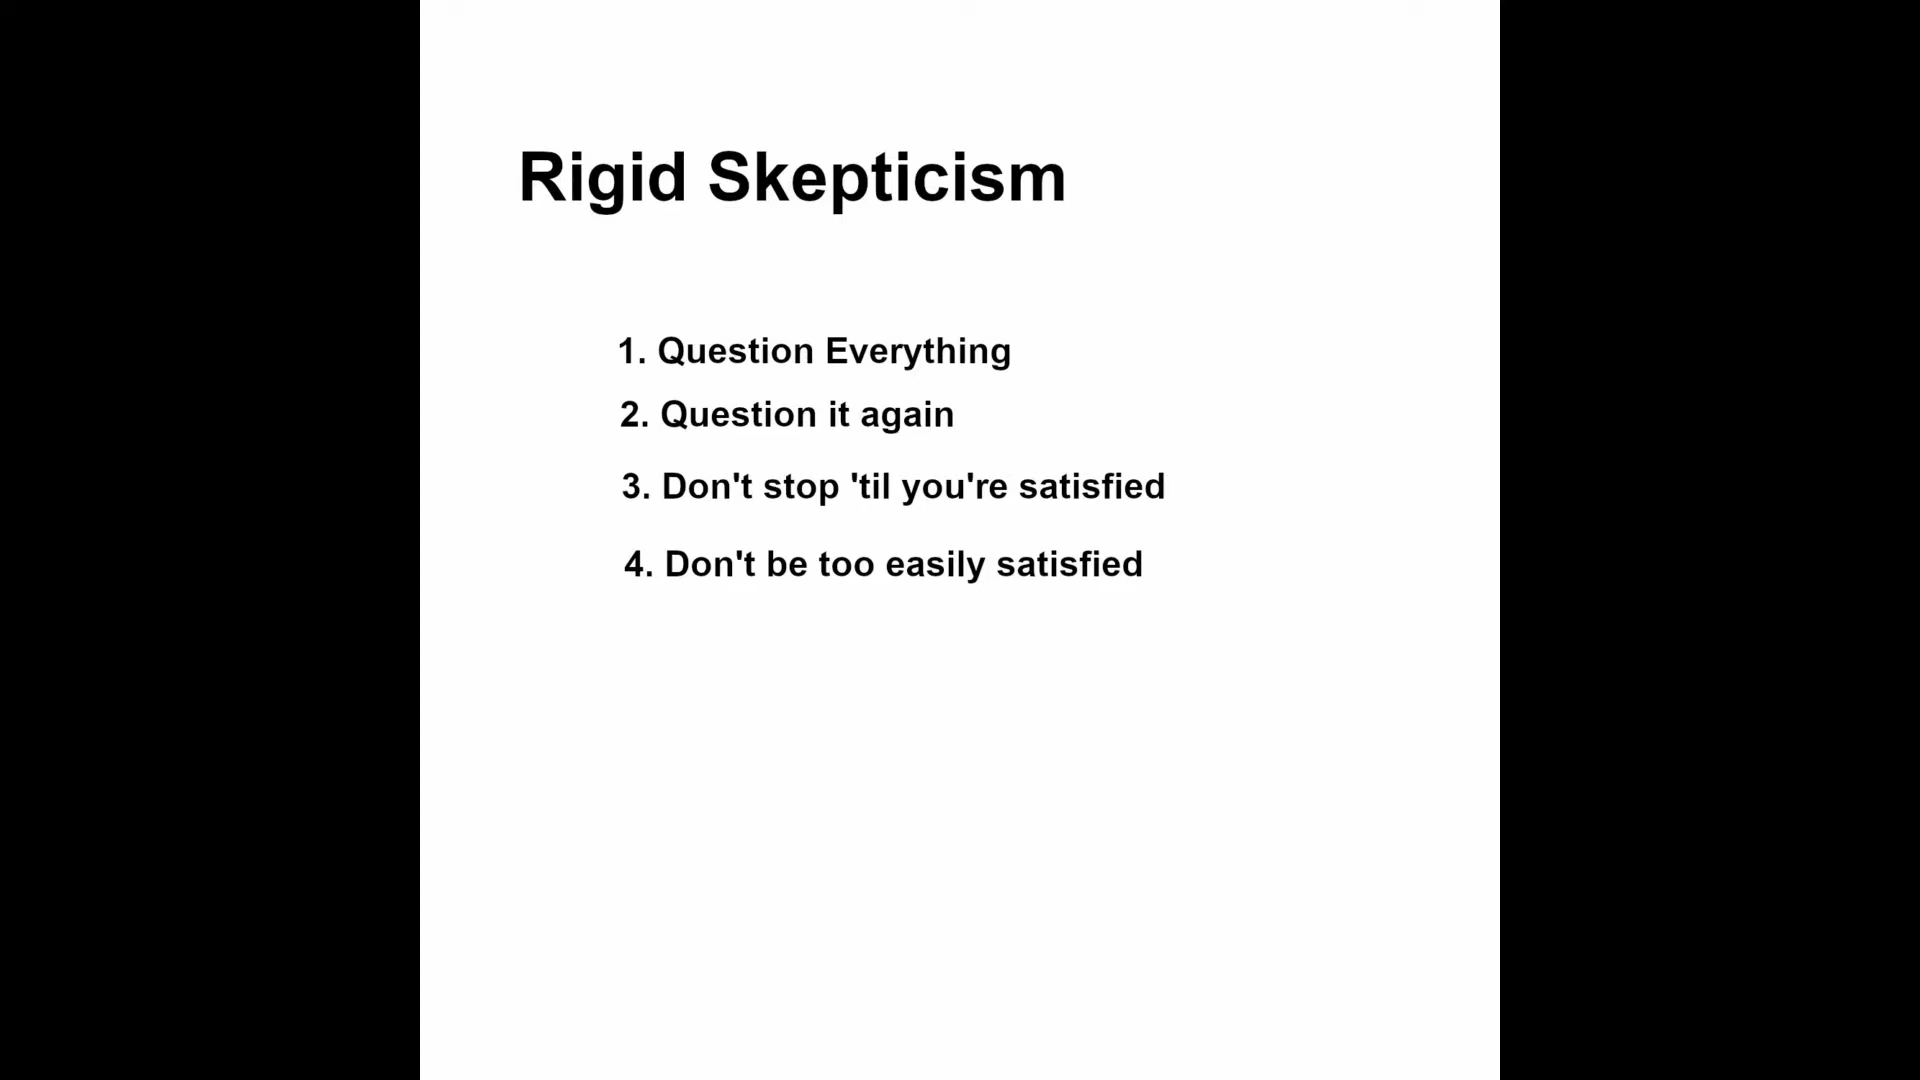 Rigid Skepticism
1. Question Everything
2. Question it again
3. Don't stop 'til you're satisfied
4. Don't be too easily satisfied